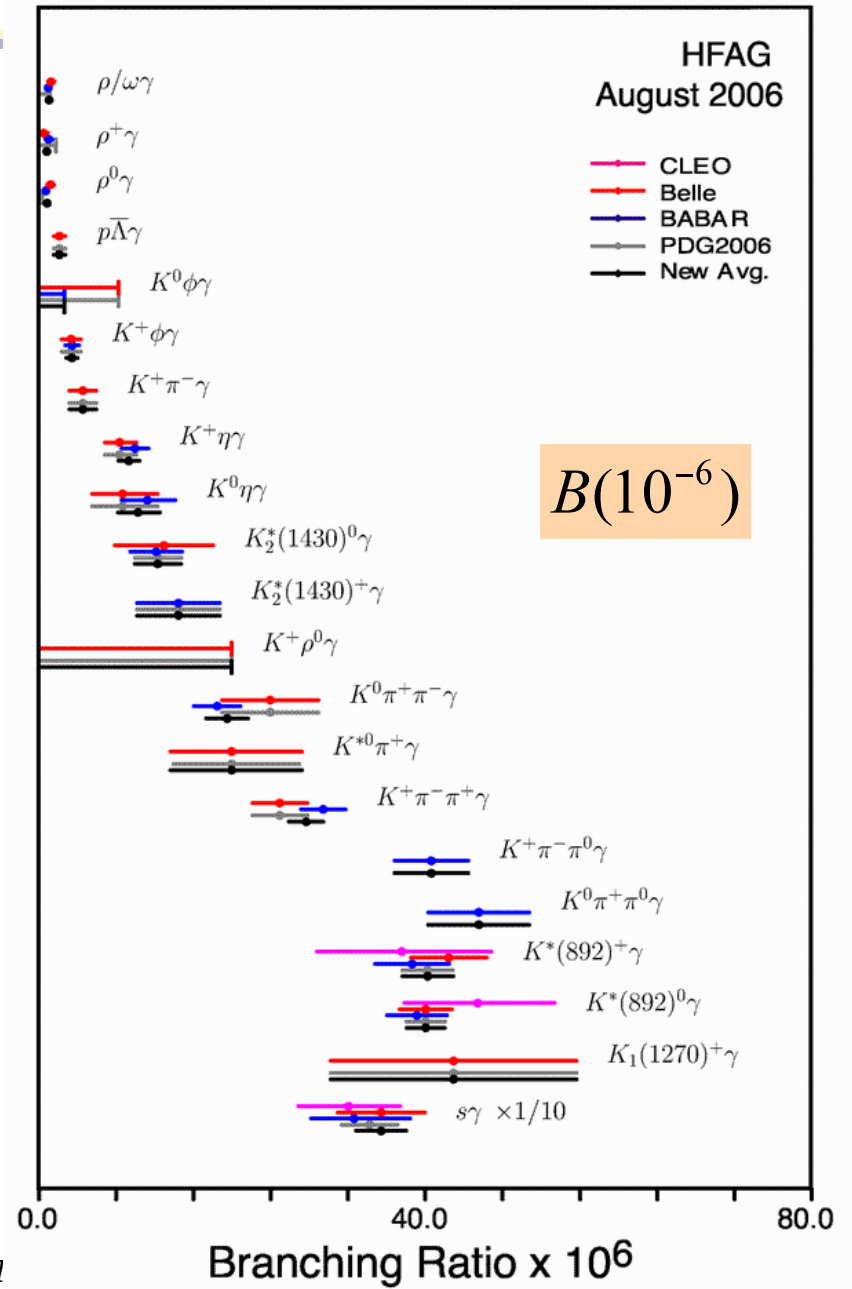 HFAG
August 2006
CLEO
Belle
BABAR
PDG2006
New Avg.
ρ/ωγ
ρ⁺γ
ρ⁰γ
pΛ̅γ
K⁰ϕγ
K⁺ϕγ
K⁺π⁻γ
K⁺ηγ
K⁰ηγ
K₂*(1430)⁰γ
K₂*(1430)⁺γ
K⁺ρ⁰γ
K⁰π⁺π⁻γ
K*⁰π⁺γ
K⁺π⁻π⁺γ
K⁺π⁻π⁰γ
K⁰π⁺π⁰γ
K*(892)⁺γ
K*(892)⁰γ
K₁(1270)⁺γ
sγ ×1/10
B(10⁻⁶)
0.0 40.0 80.0
Branching Ratio x 10⁶